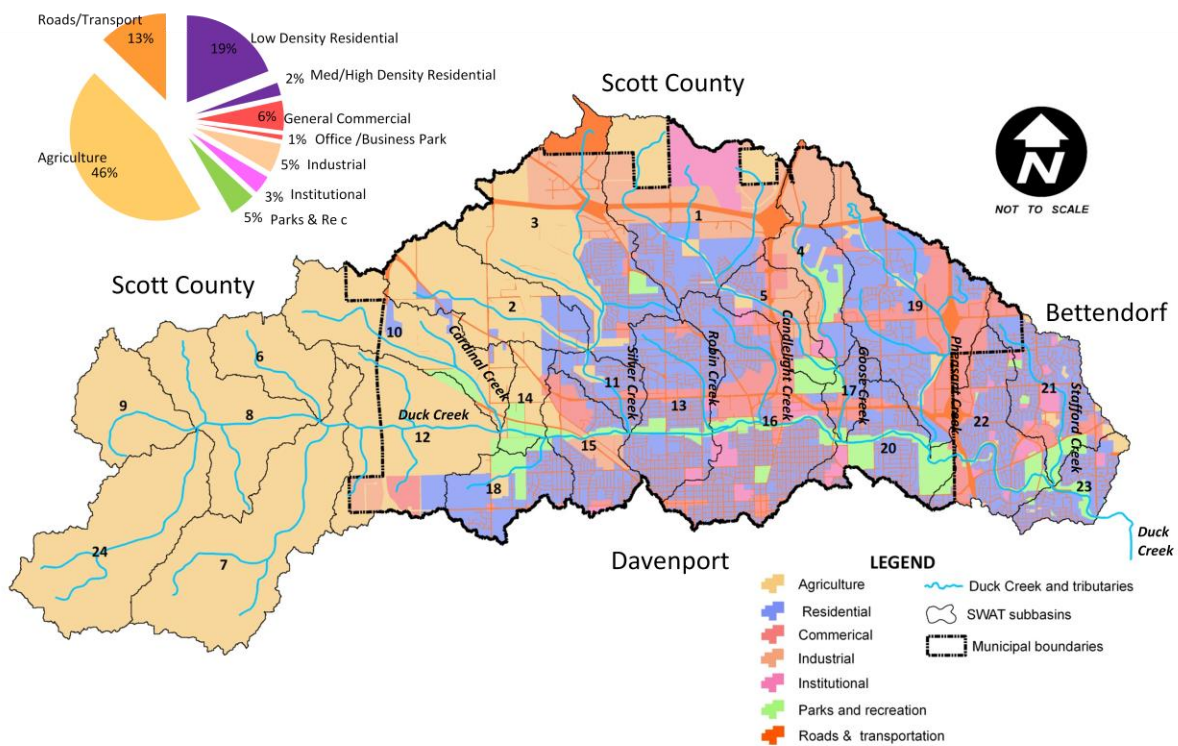 Roads/Transport
13%
19%
Low Density Residential
2%
Med/High Density Residential
6%
General Commercial
1%
Office /Business Park
5%
Industrial
3%
Institutional
5%
Parks & Re c
Agriculture
46%
Scott County
N
NOT TO SCALE
Scott County
Bettendorf
Davenport
1
2
3
4
5
6
7
8
9
10
11
12
13
14
15
16
17
18
19
20
21
22
23
24
Duck Creek
Cardinal Creek
Silver Creek
Robin Creek
Candlelight Creek
Goose Creek
Pheasant Creek
Stafford Creek
Duck
Creek
LEGEND
Agriculture
Residential
Commerical
Industrial
Institutional
Parks and recreation
Roads & transportation
Duck Creek and tributaries
SWAT subbasins
Municipal boundaries